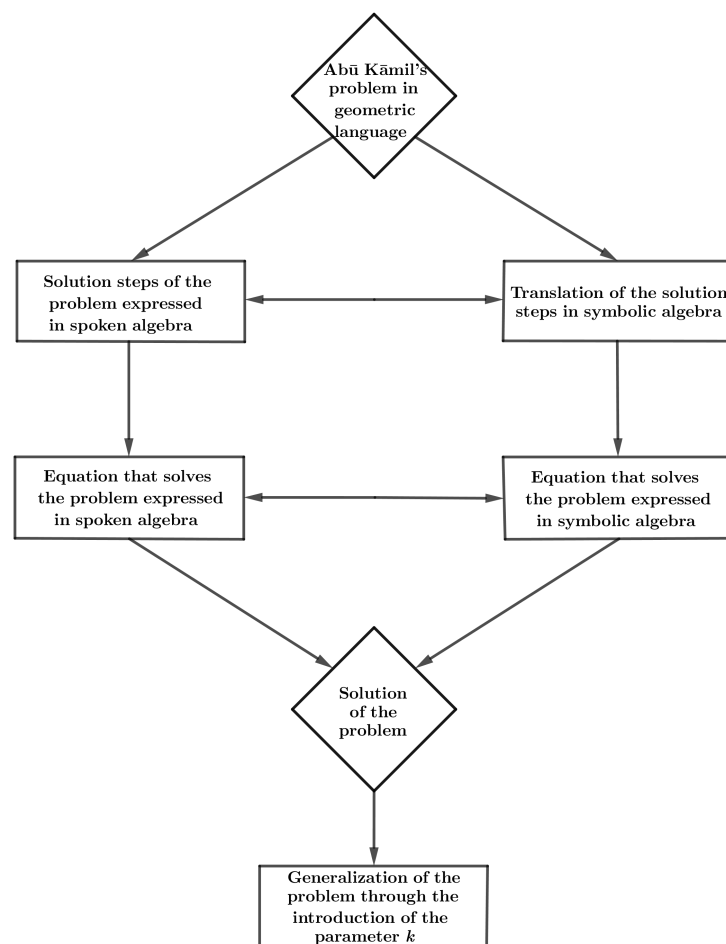 Abū Kāmil's
problem in
geometric
language
Solution steps of the
problem expressed
in spoken algebra
Translation of the solution
steps in symbolic algebra
Equation that solves
the problem expressed
in spoken algebra
Equation that solves
the problem expressed
in symbolic algebra
Solution
of the
problem
Generalization of the
problem through the
introduction of the
parameter k